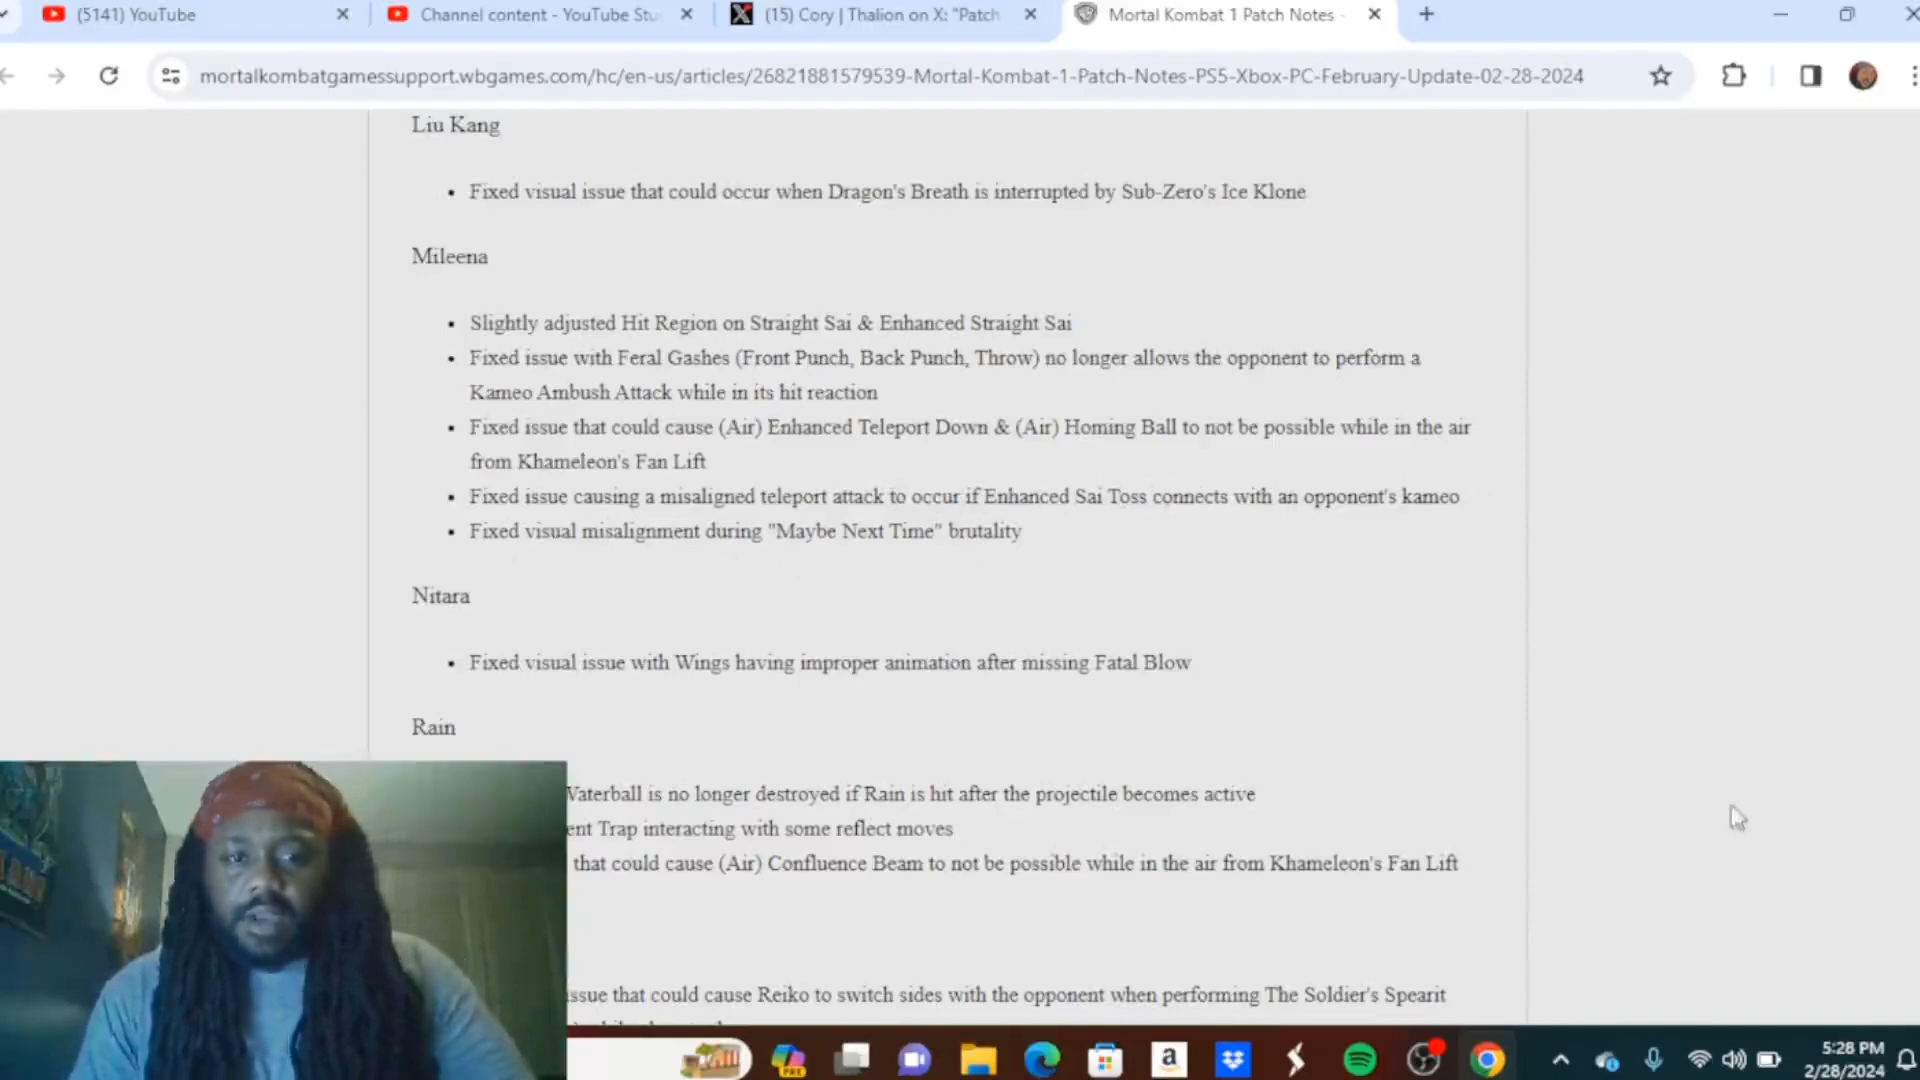 (5141) YouTube
Channel content - YouTube Stu
(15) Cory | Thalion on X: "Patch
Mortal Kombat 1 Patch Notes -
mortalkombatgamessupport.wbgames.com/hc/en-us/articles/26821881579539-Mortal-Kombat-1-Patch-Notes-PS5-Xbox-PC-February-Update-02-28-2024
Liu Kang
• Fixed visual issue that could occur when Dragon's Breath is interrupted by Sub-Zero's Ice Klone
Mileena
• Slightly adjusted Hit Region on Straight Sai & Enhanced Straight Sai
• Fixed issue with Feral Gashes (Front Punch, Back Punch, Throw) no longer allows the opponent to perform a
Kameo Ambush Attack while in its hit reaction
• Fixed issue that could cause (Air) Enhanced Teleport Down & (Air) Homing Ball to not be possible while in the air
from Khameleon's Fan Lift
• Fixed issue causing a misaligned teleport attack to occur if Enhanced Sai Toss connects with an opponent's kameo
• Fixed visual misalignment during "Maybe Next Time" brutality
Nitara
• Fixed visual issue with Wings having improper animation after missing Fatal Blow
Rain
Waterball is no longer destroyed if Rain is hit after the projectile becomes active
ent Trap interacting with some reflect moves
that could cause (Air) Confluence Beam to not be possible while in the air from Khameleon's Fan Lift
ssue that could cause Reiko to switch sides with the opponent when performing The Soldier's Spearit
PRE
a
5:28 PM
2/28/2024